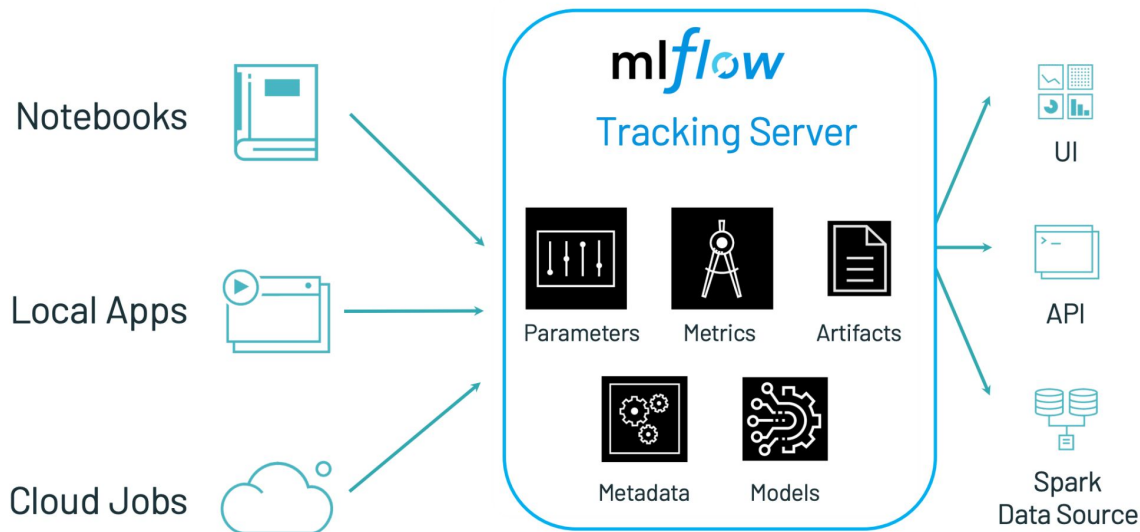 Notebooks
Local Apps
Cloud Jobs
mlflow
Tracking Server
Parameters
Metrics
Artifacts
Metadata
Models
UI
>_
API
Spark
Data Source